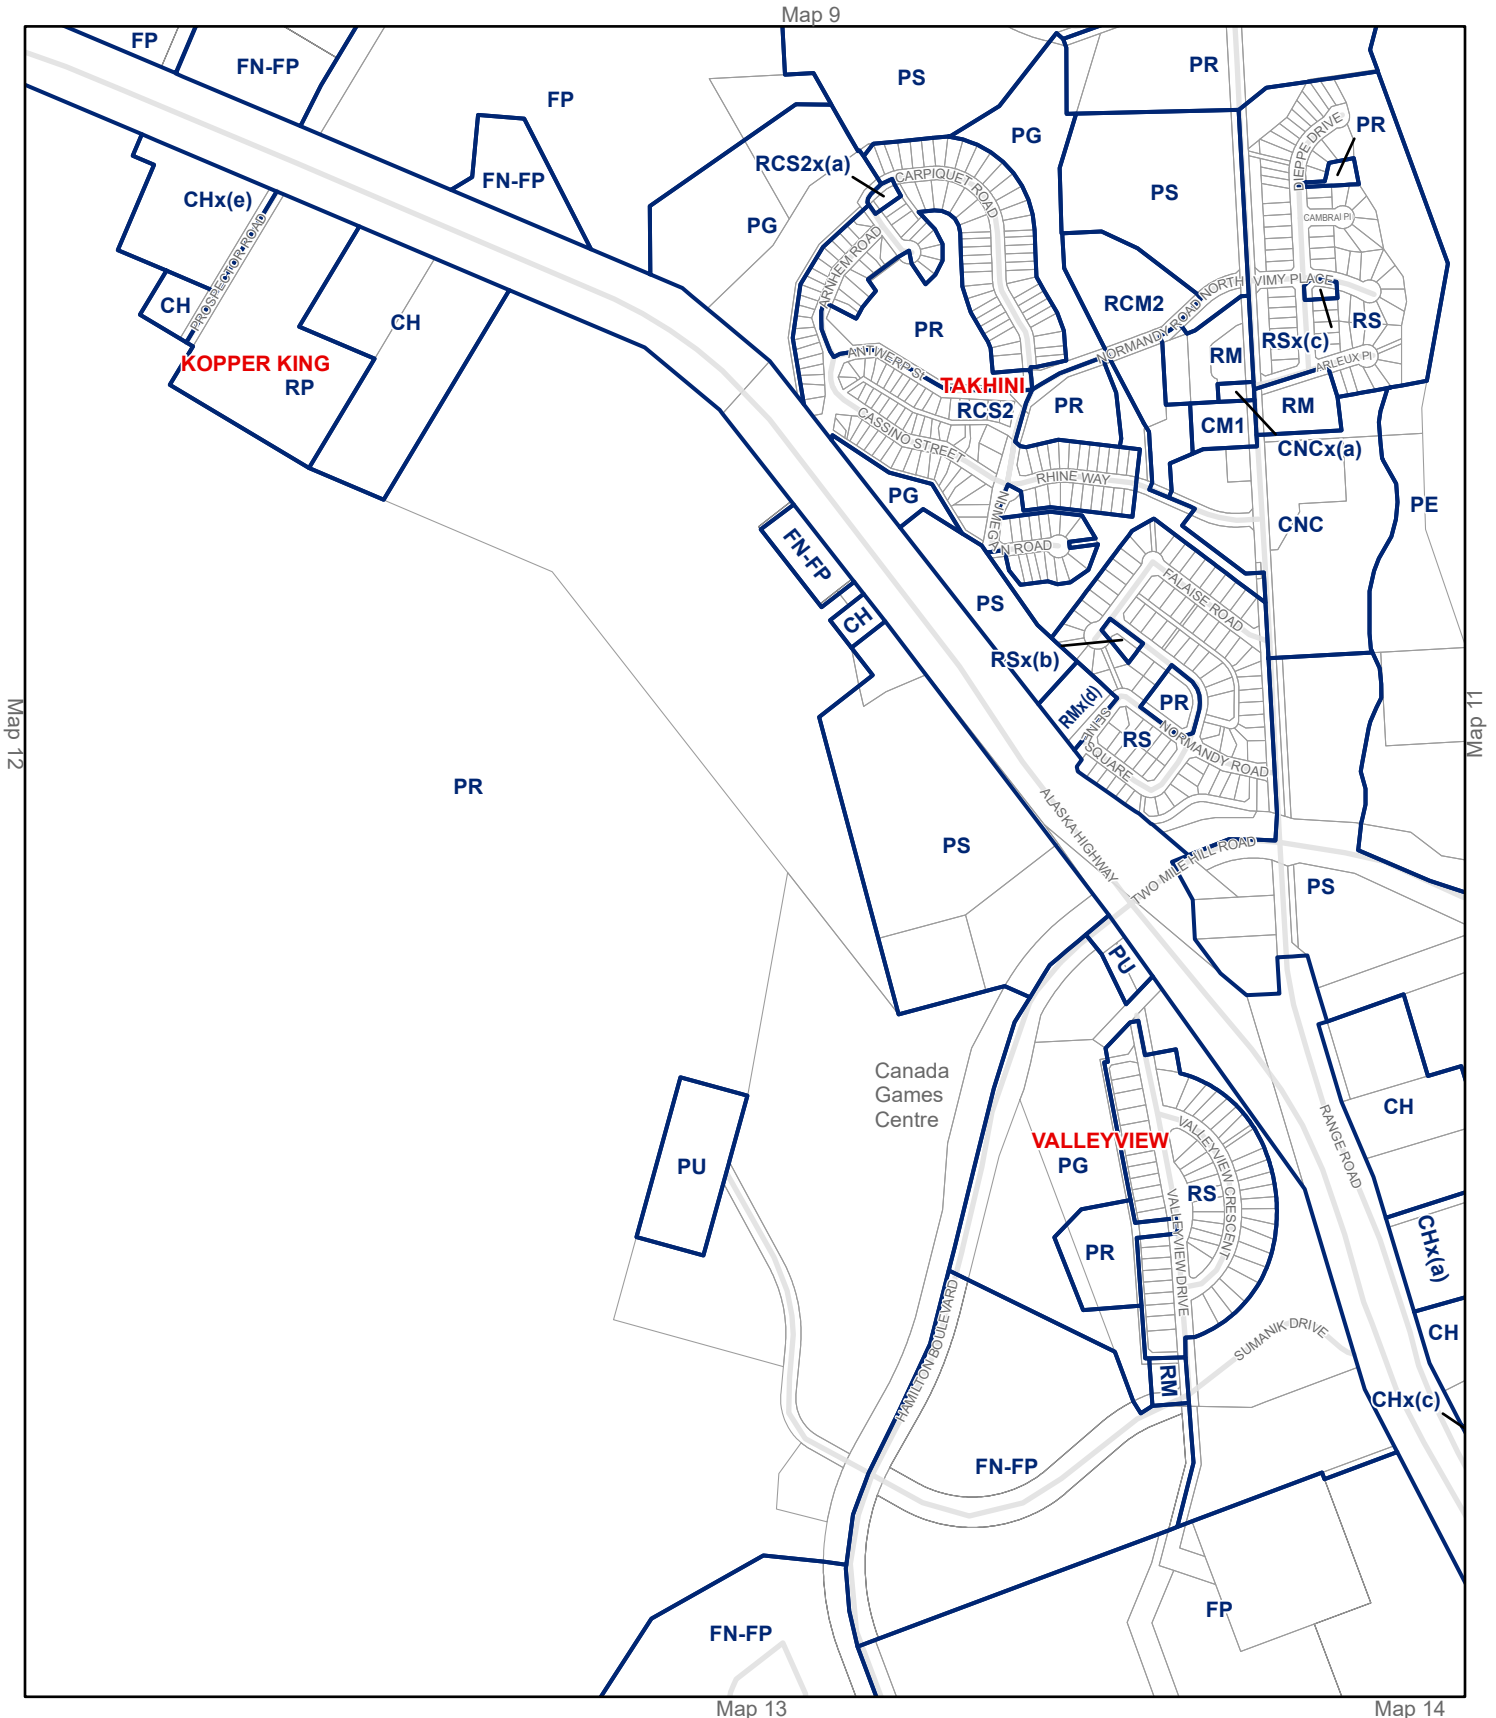 Map 9
FP
FN-FP
FP
PS
PR
FN-FP
PG
PR
DIEPPE DRIVE
RCS2x(a)
CARPIQUET ROAD
PS
CHx(e)
PG
CAMBRAI Pl
PROSPECTOR ROAD
ARNHEM ROAD
VIMY PLACE
NORMANDY ROAD NORTH
CH
RCM2
CH
PR
RS
RSx(c)
RM
ANTWERP St
ARLEUX Pl
KOPPER KING
RP
TAKHINI
RCS2
PR
RM
CM1
CASSINO STREET
CNCx(a)
RHINE WAY
PG
NIJMEGAN ROAD
CNC
PE
FN-FP
FALAISE ROAD
PS
CH
RSx(b)
RMx(d)
PR
SEINE SQUARE
RS
NORMANDY ROAD
Map 12
Map 11
PR
ALASKA HIGHWAY
PS
TWO MILE HILL ROAD
PS
PU
Canada
Games
Centre
CH
RANGE ROAD
VALLEYVIEW
PG
VALLEYVIEW CRESCENT
PU
RS
VALLEYVIEW DRIVE
PR
CHx(a)
HAMILTON BOULEVARD
SUMANIK DRIVE
CH
RM
CHx(c)
FN-FP
FP
FN-FP
Map 13
Map 14